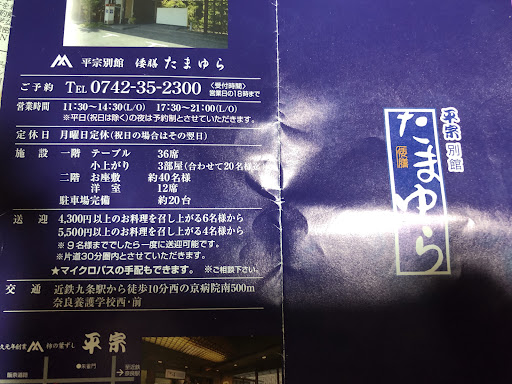 平宗別館 倭膳 たまゆら
ご予約 TEL 0742-35-2300 〈受付時間〉営業日の18時まで
営業時間 11:30〜14:30(L/O) 17:30〜21:00(L/O)
※平日(祝日は除く)の夜は予約制とさせていただきます。
定休日 月曜日定休(祝日の場合はその翌日)
施設 一階 テーブル 36席
小上がり 3部屋(合わせて20名様
二階 お座敷 約40名様
洋室 12席
駐車場完備 約20台
送迎 4,300円以上のお料理を召し上がる6名様から
5,500円以上のお料理を召し上がる4名様から
※9名様まででしたら一度に送迎可能です。
※片道30分圏内とさせていただきます。
★マイクロバスの手配もできます。 ※ご相談下さい。
交通 近鉄九条駅から徒歩10分西の京病院南500m
奈良養護学校西・前
久元年創業 柿の葉ずし 平宗
平宗 別館
倭膳
たまゆら